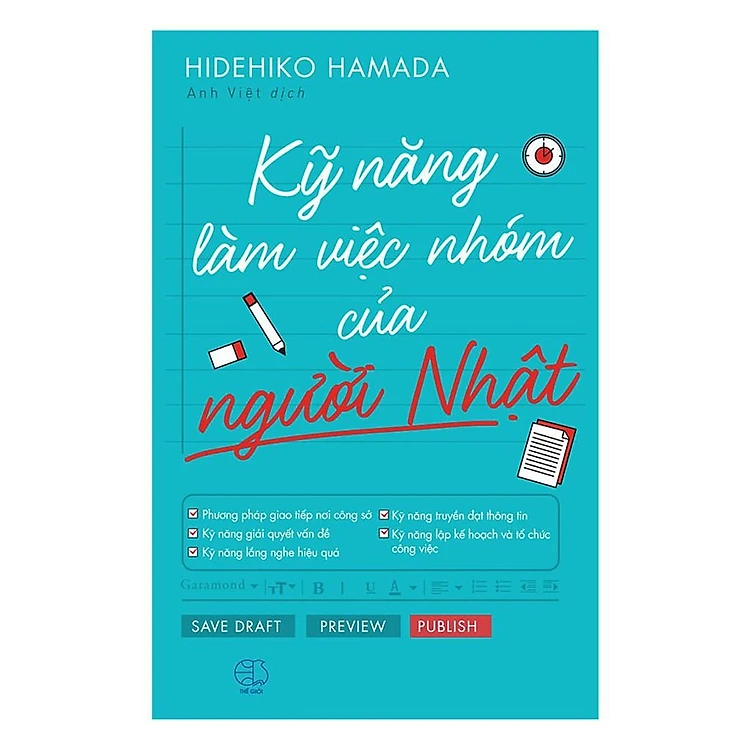 HIDEHIKO HAMADA
Anh Việt dịch
Kỹ năng
làm việc nhóm
của
người Nhật
Phương pháp giao tiếp nơi công sở
Kỹ năng giải quyết vấn đề
Kỹ năng lắng nghe hiệu quả
Kỹ năng truyền đạt thông tin
Kỹ năng lập kế hoạch và tổ chức
công việc
Garamond TT B I U A
SAVE DRAFT PREVIEW PUBLISH
THẾ GIỚI